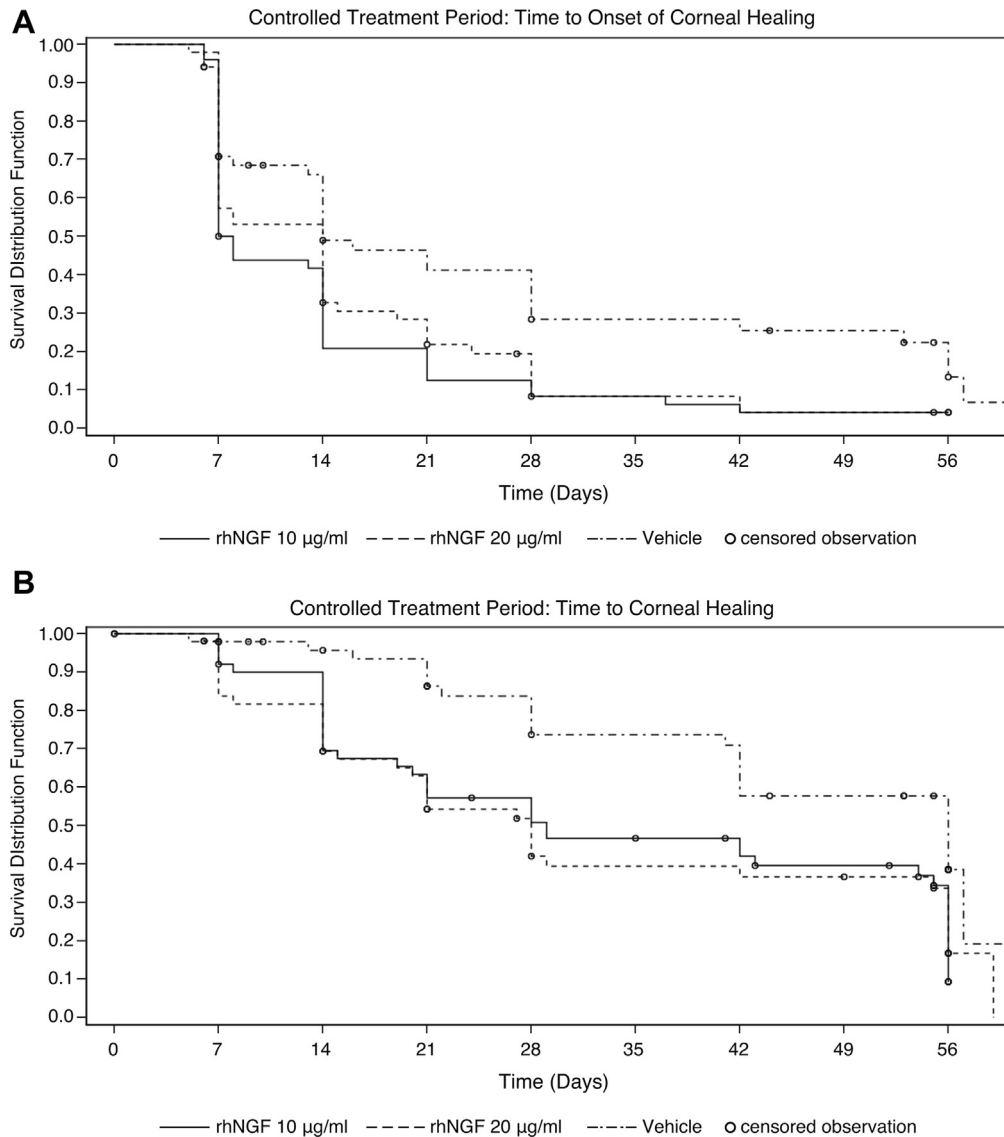 A
Controlled Treatment Period: Time to Onset of Corneal Healing
1.00
0.9
0.8
0.7
0.6
0.5
0.4
0.3
0.2
0.1
0.0
Survival DIstribution Function
0 7 14 21 28 35 42 49 56
Time (Days)
rhNGF 10 µg/ml rhNGF 20 µg/ml Vehicle censored observation
B
Controlled Treatment Period: Time to Corneal Healing
1.00
0.9
0.8
0.7
0.6
0.5
0.4
0.3
0.2
0.1
0.0
Survival DIstribution Function
0 7 14 21 28 35 42 49 56
Time (Days)
rhNGF 10 µg/ml rhNGF 20 µg/ml Vehicle censored observation